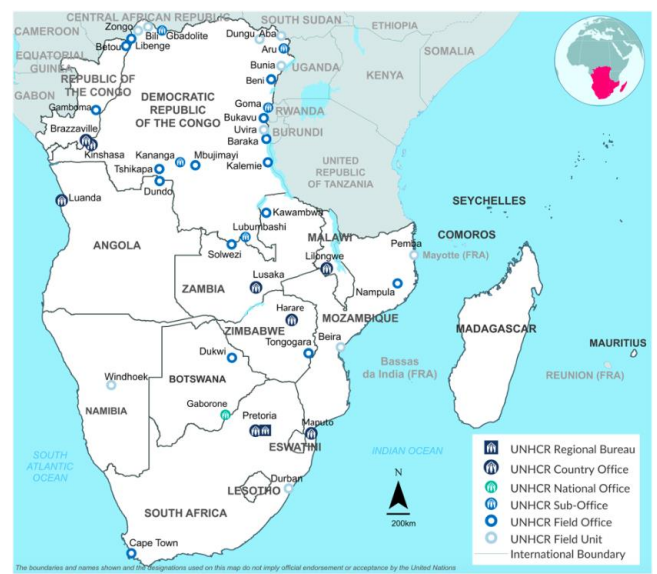 CENTRAL AFRICAN REPUBLIC
SOUTH SUDAN
ETHIOPIA
CAMEROON
Zongo
Bili
Gbadolite
Dungu
Aba
Betou
Libenge
Aru
SOMALIA
EQUATORIAL
GUINEA
Bunia
UGANDA
REPUBLIC OF
THE CONGO
Beni
KENYA
GABON
DEMOCRATIC
REPUBLIC
OF THE CONGO
Gamboma
Goma
Bukavu
RWANDA
Brazzaville
Uvira
BURUNDI
Baraka
Kinshasa
Kananga
Mbujimayi
Kalemie
UNITED
REPUBLIC
OF TANZANIA
Tshikapa
Dundo
Luanda
SEYCHELLES
Kawambwa
Lubumbashi
MALAWI
COMOROS
ANGOLA
Solwezi
Lilongwe
Pemba
Mayotte (FRA)
Lusaka
ZAMBIA
Nampula
Harare
MOZAMBIQUE
ZIMBABWE
MADAGASCAR
Tongogara
Beira
MAURITIUS
Dukwi
Bassas
da India (FRA)
REUNION (FRA)
Windhoek
BOTSWANA
NAMIBIA
Gaborone
Pretoria
Maputo
ESWATINI
SOUTH
ATLANTIC
OCEAN
INDIAN OCEAN
Durban
LESOTHO
SOUTH AFRICA
Cape Town
N
200km
UNHCR Regional Bureau
UNHCR Country Office
UNHCR National Office
UNHCR Sub-Office
UNHCR Field Office
UNHCR Field Unit
International Boundary
The boundaries and names shown and the designations used on this map do not imply official endorsement or acceptance by the United Nations